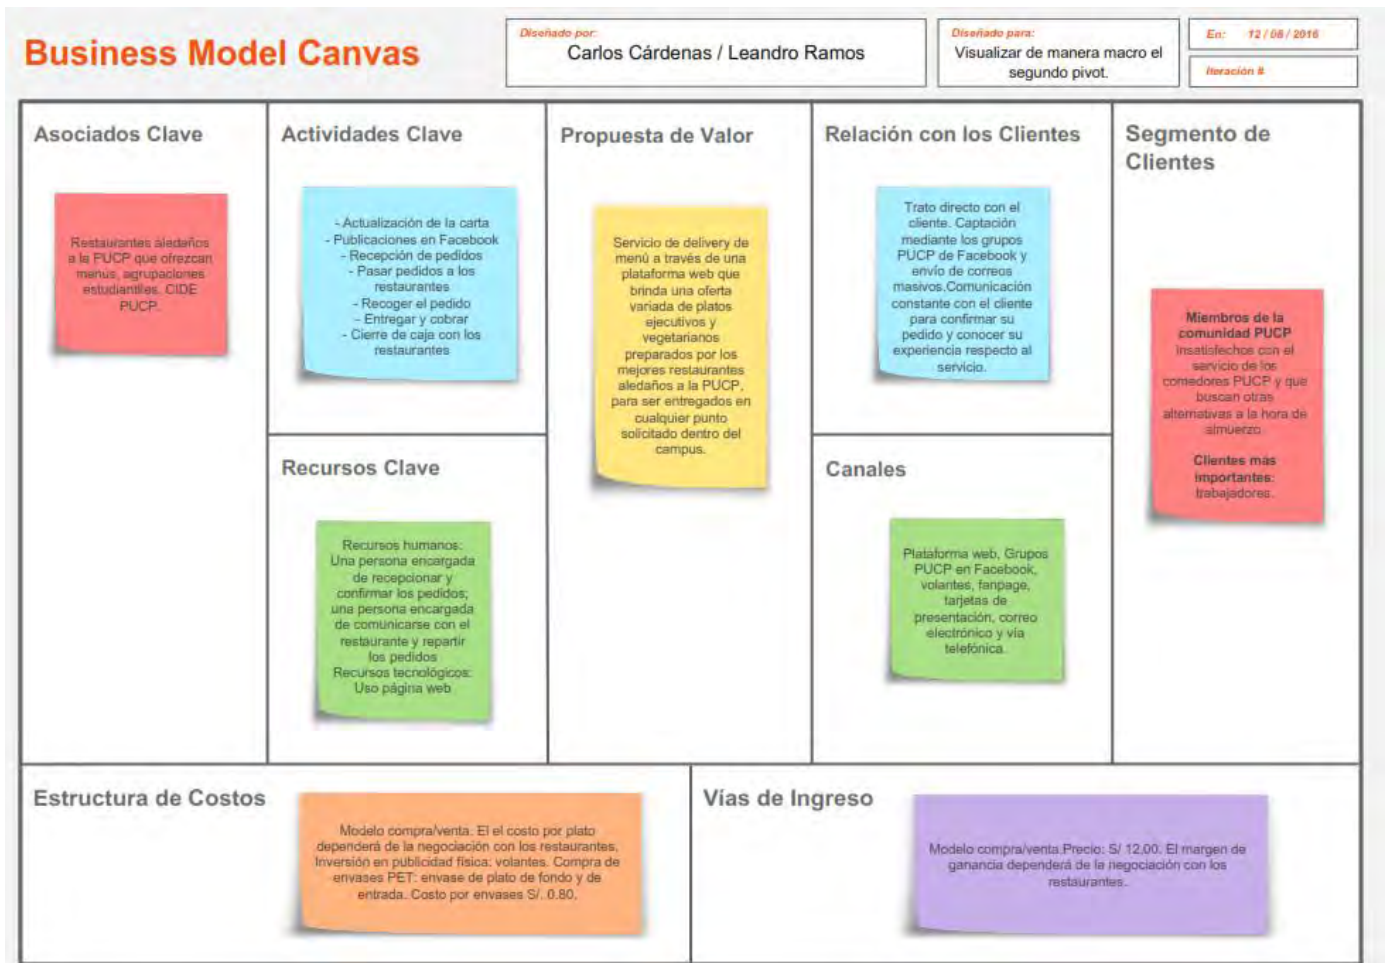 Business Model Canvas
Diseñado por:
Carlos Cárdenas / Leandro Ramos
Diseñado para:
Visualizar de manera macro el
segundo pivot.
En: 12 / 08 / 2016
Iteración #
Asociados Clave
Restaurantes aledaños
a la PUCP que ofrezcan
menús, agrupaciones
estudiantiles. CIDE
PUCP.
Actividades Clave
- Actualización de la carta
- Publicaciones en Facebook
- Recepción de pedidos
- Pasar pedidos a los
restaurantes
- Recoger el pedido
- Entregar y cobrar
- Cierre de caja con los
restaurantes
Recursos Clave
Recursos humanos:
Una persona encargada
de recepcionar y
confirmar los pedidos;
una persona encargada
de comunicarse con el
restaurante y repartir
los pedidos
Recursos tecnológicos:
Uso página web
Propuesta de Valor
Servicio de delivery de
menú a través de una
plataforma web que
brinda una oferta
variada de platos
ejecutivos y
vegetarianos
preparados por los
mejores restaurantes
aledaños a la PUCP,
para ser entregados en
cualquier punto
solicitado dentro del
campus.
Relación con los Clientes
Trato directo con el
cliente. Captación
mediante los grupos
PUCP de Facebook y
envío de correos
masivos.Comunicación
constante con el cliente
para confirmar su
pedido y conocer su
experiencia respecto al
servicio.
Canales
Plataforma web, Grupos
PUCP en Facebook,
volantes, fanpage,
tarjetas de
presentación, correo
electrónico y vía
telefónica.
Segmento de
Clientes
Miembros de la
comunidad PUCP
insatisfechos con el
servicio de los
comedores PUCP y que
buscan otras
alternativas a la hora de
almuerzo.
Clientes más
importantes:
trabajadores.
Estructura de Costos
Modelo compra/venta: El el costo por plato
dependerá de la negociación con los restaurantes.
Inversión en publicidad física: volantes. Compra de
envases PET: envase de plato de fondo y de
entrada. Costo por envases S/. 0.80.
Vías de Ingreso
Modelo compra/venta.Precio: S/ 12.00. El margen de
ganancia dependerá de la negociación con los
restaurantes.